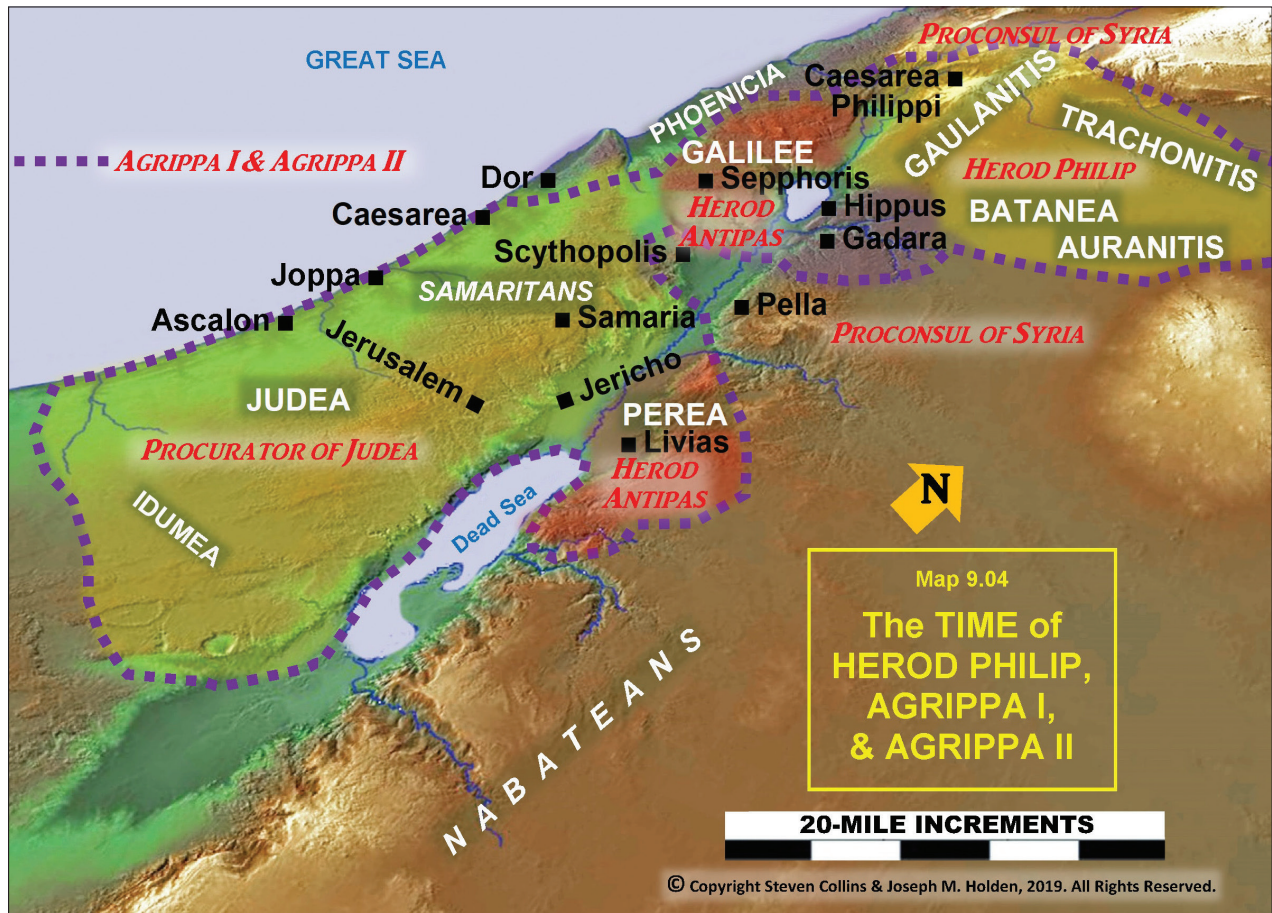 PROCONSUL OF SYRIA
GREAT SEA
CAESAREA
PHILIPPI
PHOENICIA
GAULANITIS
TRACHONITIS
AGRIPPA I & AGRIPPA II
GALILEE
Dor
Sepphoris
HEROD PHILIP
HEROD
ANTIPAS
Hippus
BATANEA
Caesarea
Gadara
AURANITIS
Scythopolis
Joppa
SAMARITANS
Pella
Ascalon
Samaria
PROCONSUL OF SYRIA
Jerusalem
Jericho
JUDEA
PEREA
Livias
PROCURATOR OF JUDEA
HEROD
ANTIPAS
N
IDUMEA
Dead Sea
NABATEANS
Map 9.04
The TIME of
HEROD PHILIP,
AGRIPPA I,
& AGRIPPA II
20-MILE INCREMENTS
© Copyright Steven Collins & Joseph M. Holden, 2019. All Rights Reserved.